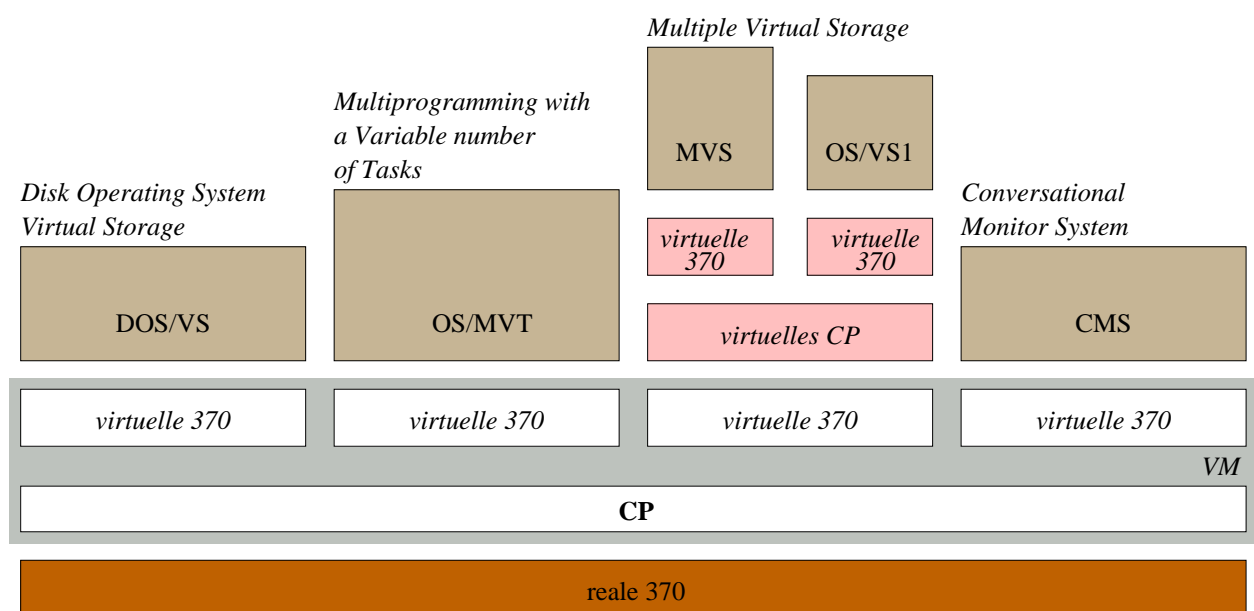 Multiple Virtual Storage
Multiprogramming with
a Variable number
of Tasks
MVS
OS/VS1
Disk Operating System
Virtual Storage
Conversational
Monitor System
virtuelle
370
virtuelle
370
DOS/VS
OS/MVT
virtuelles CP
CMS
virtuelle 370
virtuelle 370
virtuelle 370
virtuelle 370
VM
CP
reale 370